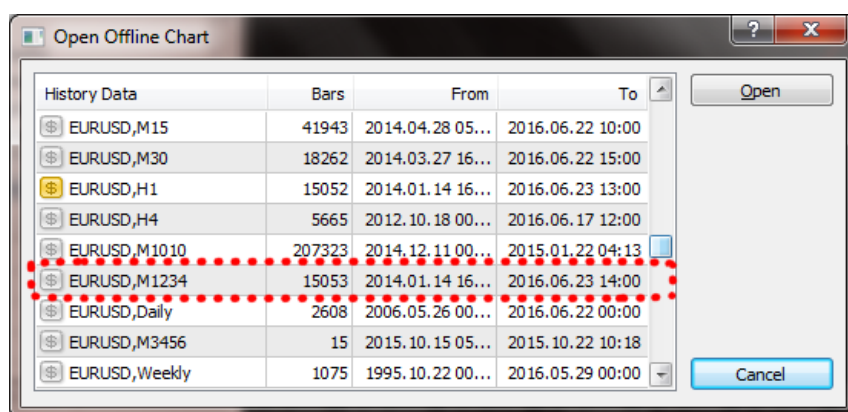 Open Offline Chart
? X
History Data Bars From To
EURUSD,M15 41943 2014.04.28 05... 2016.06.22 10:00
EURUSD,M30 18262 2014.03.27 16... 2016.06.22 15:00
EURUSD,H1 15052 2014.01.14 16... 2016.06.23 13:00
EURUSD,H4 5665 2012.10.18 00... 2016.06.17 12:00
EURUSD,M1010 207323 2014.12.11 00... 2015.01.22 04:13
EURUSD,M1234 15053 2014.01.14 16... 2016.06.23 14:00
EURUSD,Daily 2608 2006.05.26 00... 2016.06.22 00:00
EURUSD,M3456 15 2015.10.15 05... 2015.10.22 10:18
EURUSD,Weekly 1075 1995.10.22 00... 2016.05.29 00:00
Open
Cancel